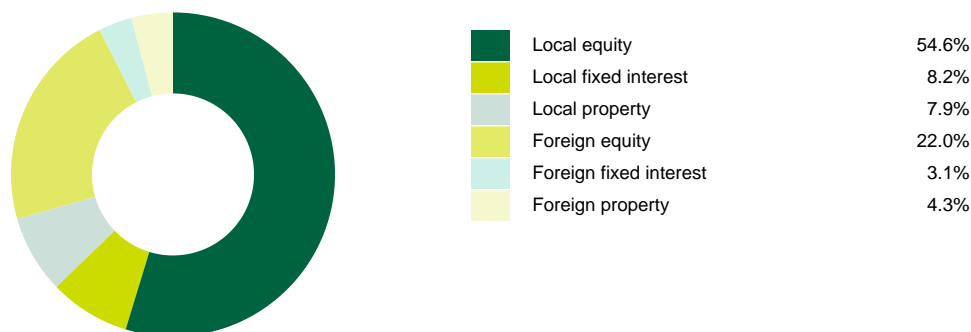 Local equity 54.6%
Local fixed interest 8.2%
Local property 7.9%
Foreign equity 22.0%
Foreign fixed interest 3.1%
Foreign property 4.3%